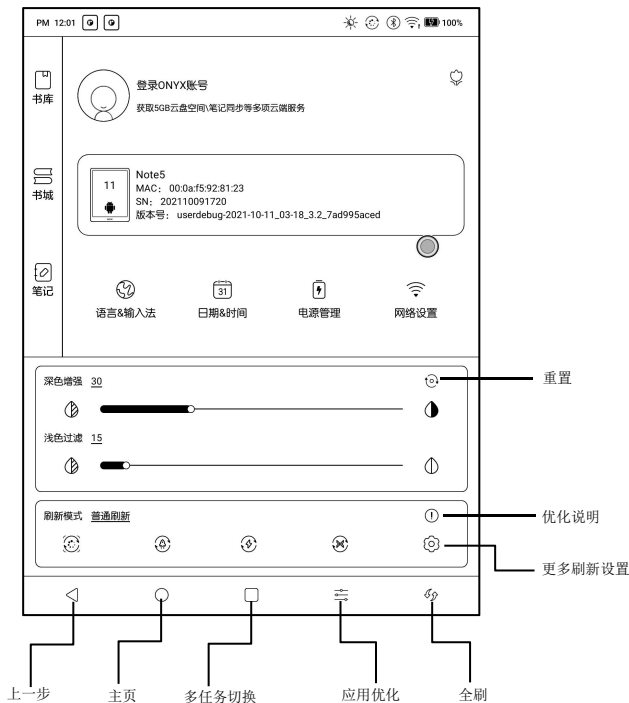 PM 12:01
100%
书库
登录ONYX账号
获取5GB云盘空间\笔记同步等多项云端服务
11
Note5
MAC： 00:0a:f5:92:81:23
SN： 202110091720
版本号： userdebug-2021-10-11_03-18_3.2_7ad995aced
书城
笔记
31
语言&输入法
日期&时间
电源管理
网络设置
深色增强 30
重置
浅色过滤 15
刷新模式 普通刷新
优化说明
更多刷新设置
上一步
主页
多任务切换
应用优化
全刷